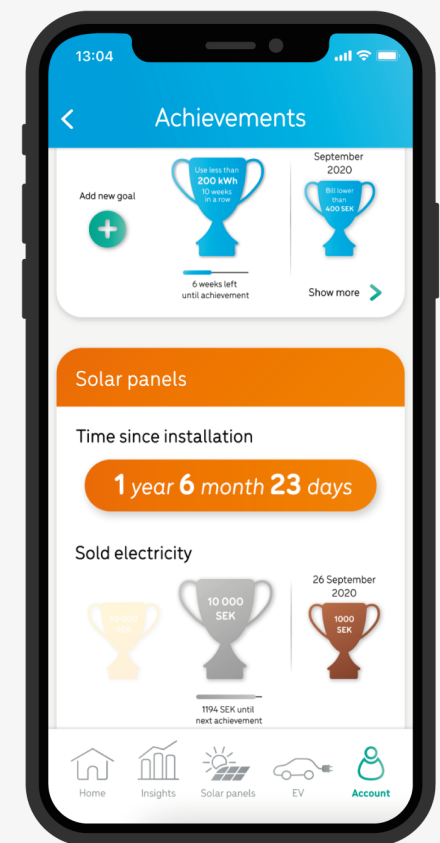 13:04
Achievements
Add new goal
Use less than
200 kWh
10 weeks
in a row
6 weeks left
until achievement
September
2020
Bill lower
than
400 SEK
Show more
Solar panels
Time since installation
1 year 6 month 23 days
Sold electricity
SEK
10 000
SEK
1194 SEK until
next achievement
26 September
2020
1000
SEK
Home
Insights
Solar panels
EV
Account